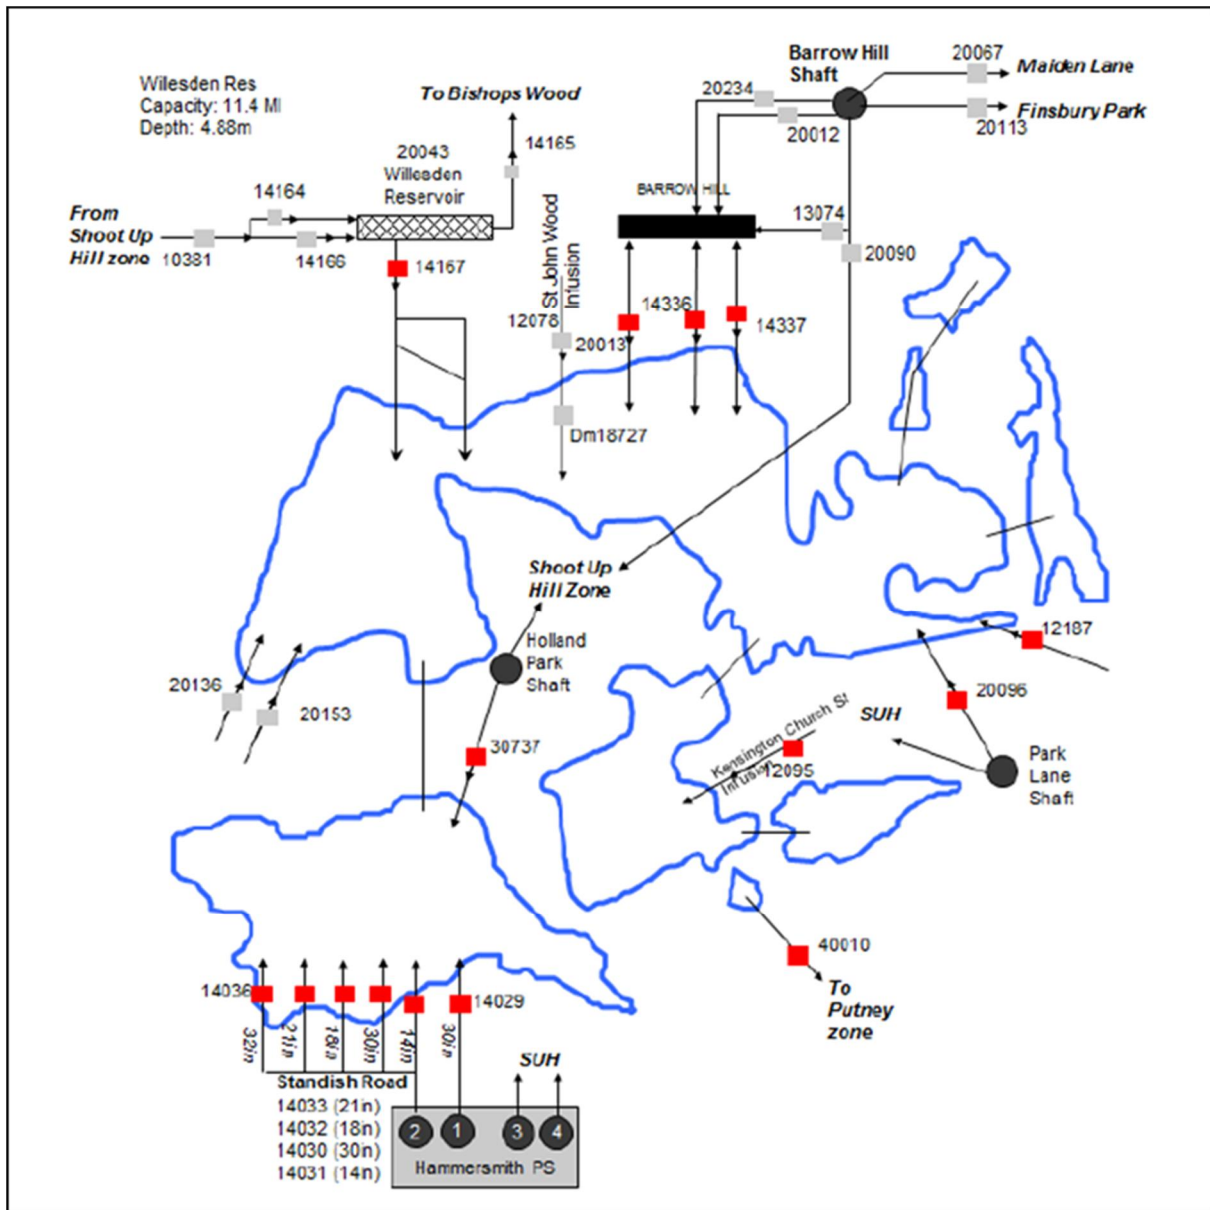 Willesden Res
Capacity: 11.4 Ml
Depth: 4.88m
To Bishops Wood
14165
20043
Willesden
Reservoir
14164
From
Shoot Up
Hill zone
10381
14166
14167
Barrow Hill
Shaft
20067
Maiden Lane
20234
20012
Finsbury Park
20113
BARROW HILL
13074
20090
St John Wood
Infusion
12078
20013
14336
14337
Dm18727
Shoot Up
Hill Zone
Holland
Park
Shaft
20136
20153
30737
12187
20096
SUH
Kensington Church St
Infusion
12095
Park
Lane
Shaft
40010
To
Putney
zone
14036
14029
32in
21in
18in
30in
14in
30in
SUH
Standish Road
14033 (21in)
14032 (18in)
14030 (30in)
14031 (14in)
2
1
3
4
Hammersmith PS